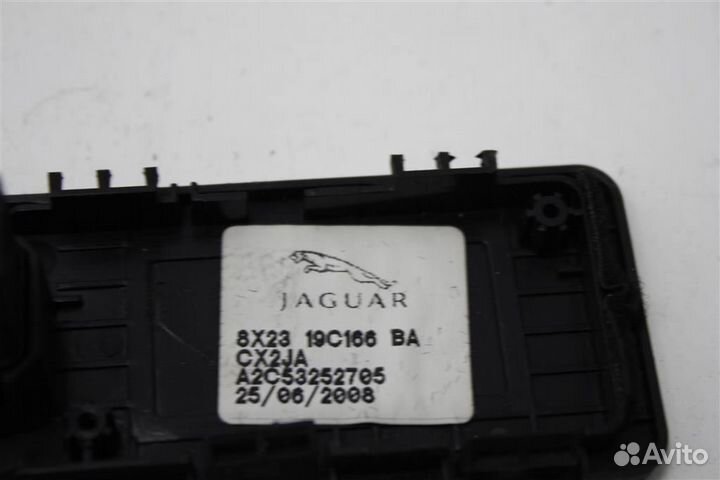 JAGUAR
8X23 19C166 BA
CX2JA
A2C53252705
25/06/2008
Avito